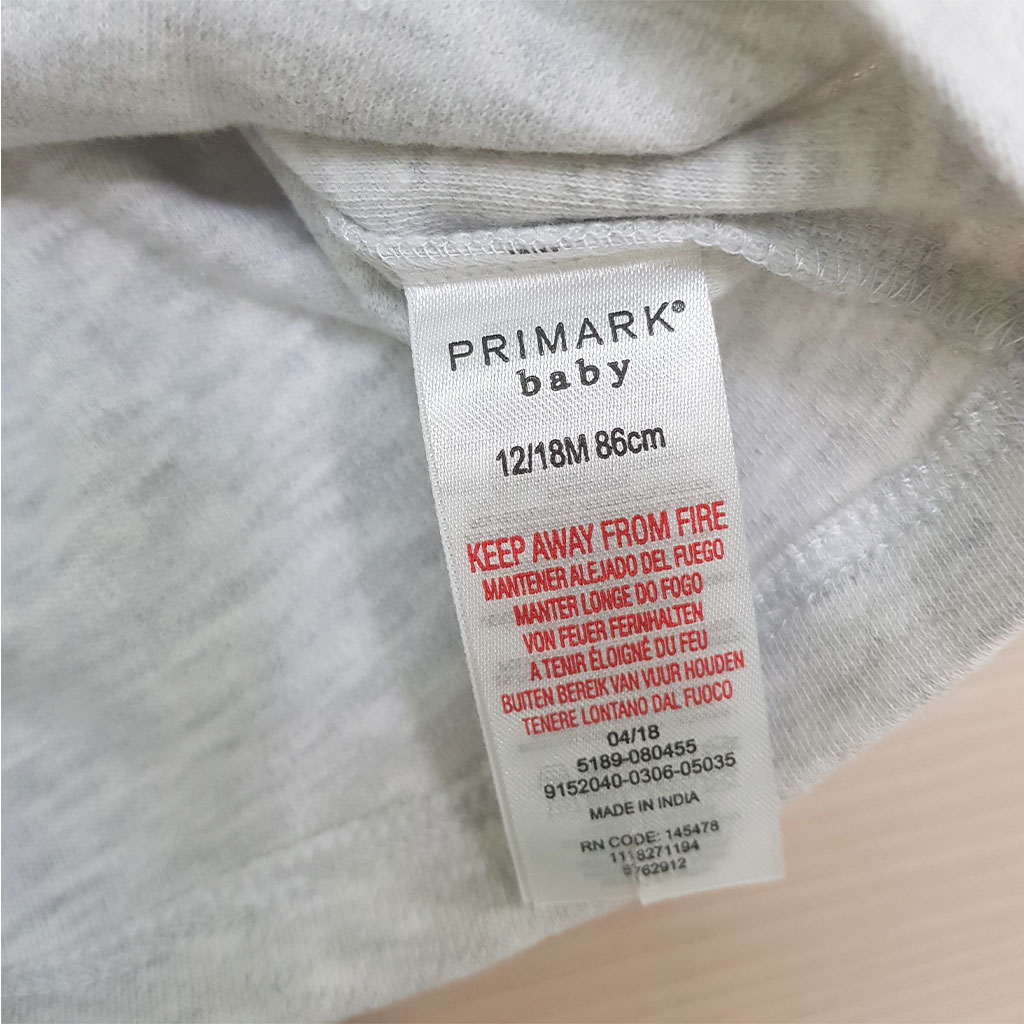 PRIMARK®
baby
12/18M 86cm
KEEP AWAY FROM FIRE
MANTENER ALEJADO DEL FUEGO
MANTER LONGE DO FOGO
VON FEUER FERNHALTEN
A TENIR ÉLOIGNÉ DU FEU
BUITEN BEREIK VAN VUUR HOUDEN
TENERE LONTANO DAL FUOCO
04/18
5189-080455
9152040-0306-05035
MADE IN INDIA
RN CODE: 145478